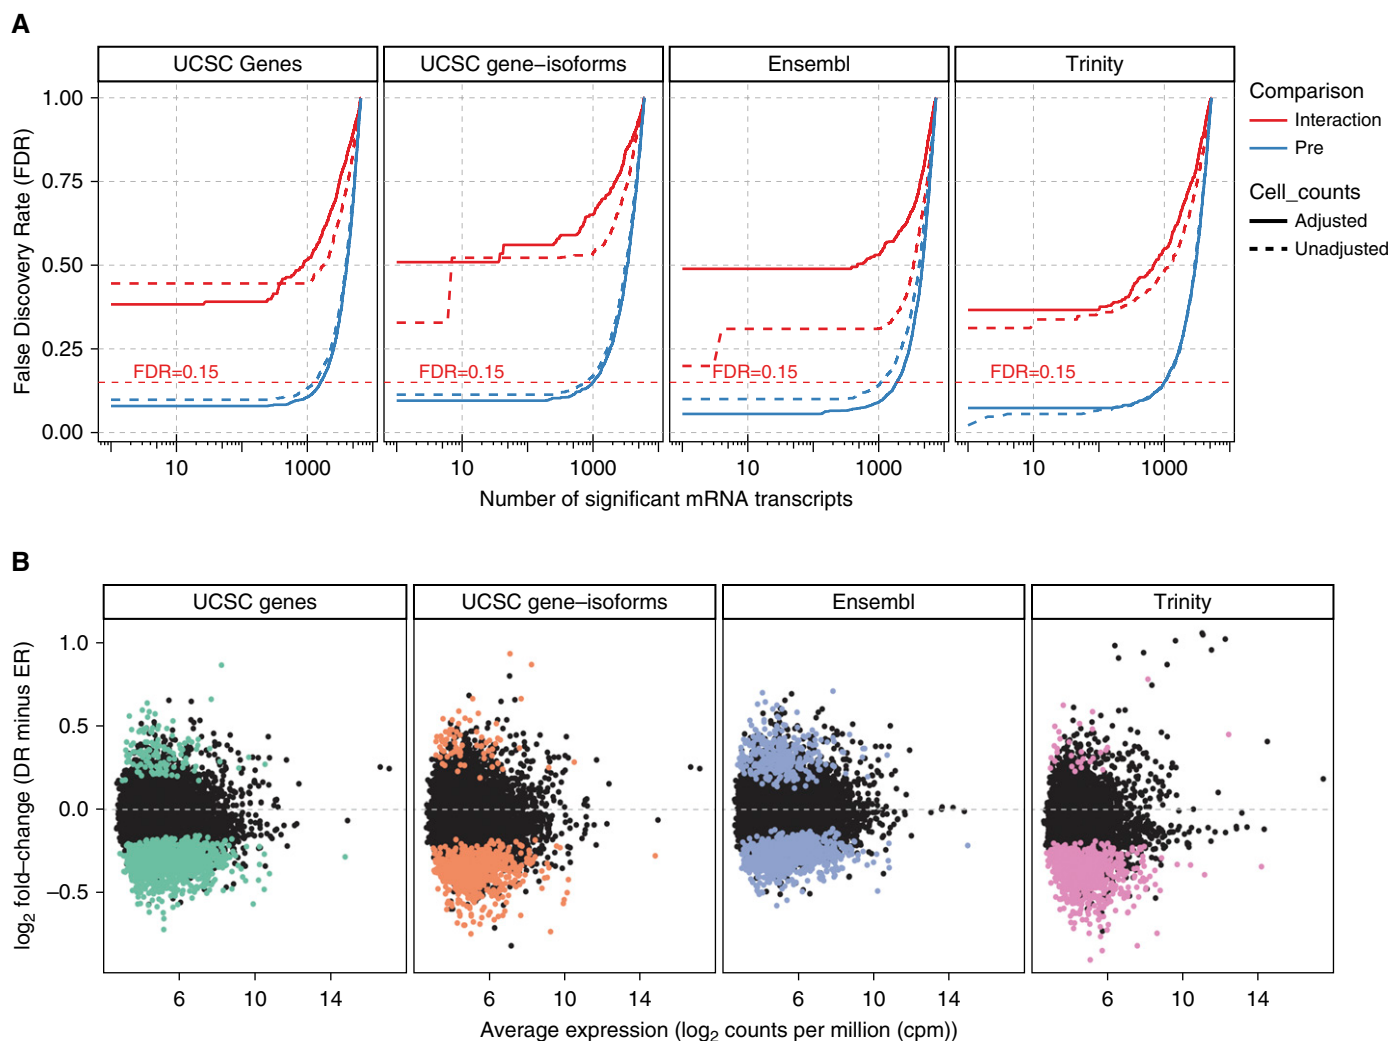 A
UCSC Genes
UCSC gene–isoforms
Ensembl
Trinity
False Discovery Rate (FDR)
1.00
0.75
0.50
0.25
0.00
FDR=0.15
FDR=0.15
FDR=0.15
FDR=0.15
10 1000
10 1000
10 1000
10 1000
Number of significant mRNA transcripts
Comparison
Interaction
Pre
Cell_counts
Adjusted
Unadjusted
B
UCSC genes
UCSC gene–isoforms
Ensembl
Trinity
log2 fold–change (DR minus ER)
1.0
0.5
0.0
–0.5
6 10 14
6 10 14
6 10 14
6 10 14
Average expression (log2 counts per million (cpm))